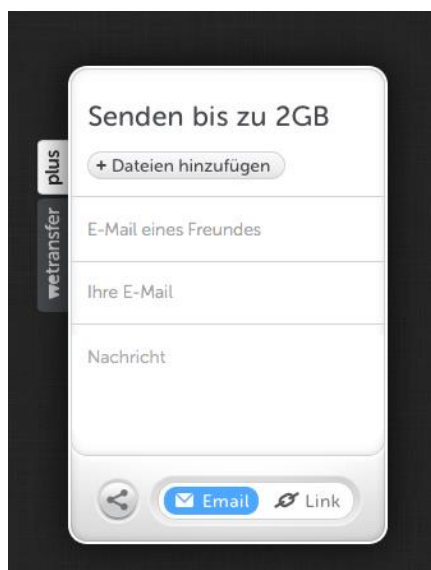 Senden bis zu 2GB
+ Dateien hinzufügen
plus
wetransfer
E-Mail eines Freundes
Ihre E-Mail
Nachricht
Email
Link